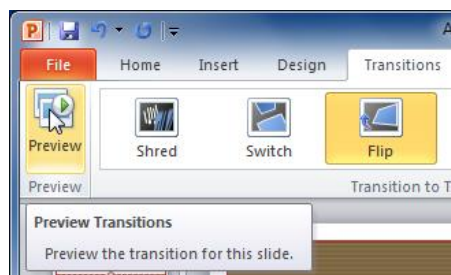 P
A
File Home Insert Design Transitions
Preview Shred Switch Flip
Preview Transition to T
Preview Transitions
Preview the transition for this slide.